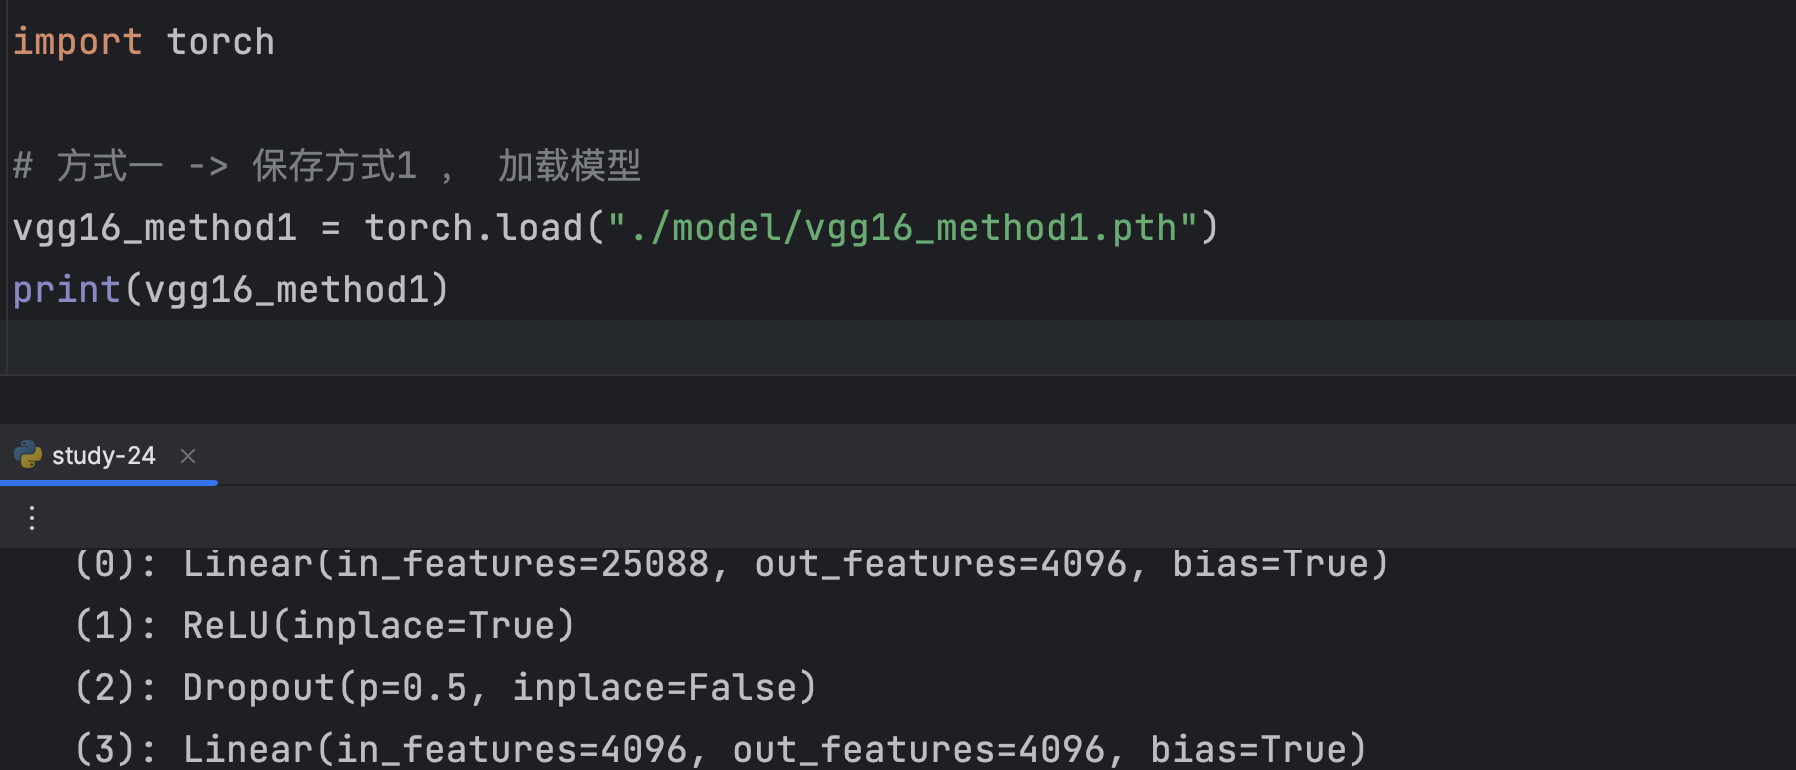 import torch
# 方式一 -> 保存方式1 ， 加载模型
vgg16_method1 = torch.load("./model/vgg16_method1.pth")
print(vgg16_method1)
study-24
(0): Linear(in_features=25088, out_features=4096, bias=True)
(1): ReLU(inplace=True)
(2): Dropout(p=0.5, inplace=False)
(3): Linear(in_features=4096, out_features=4096, bias=True)